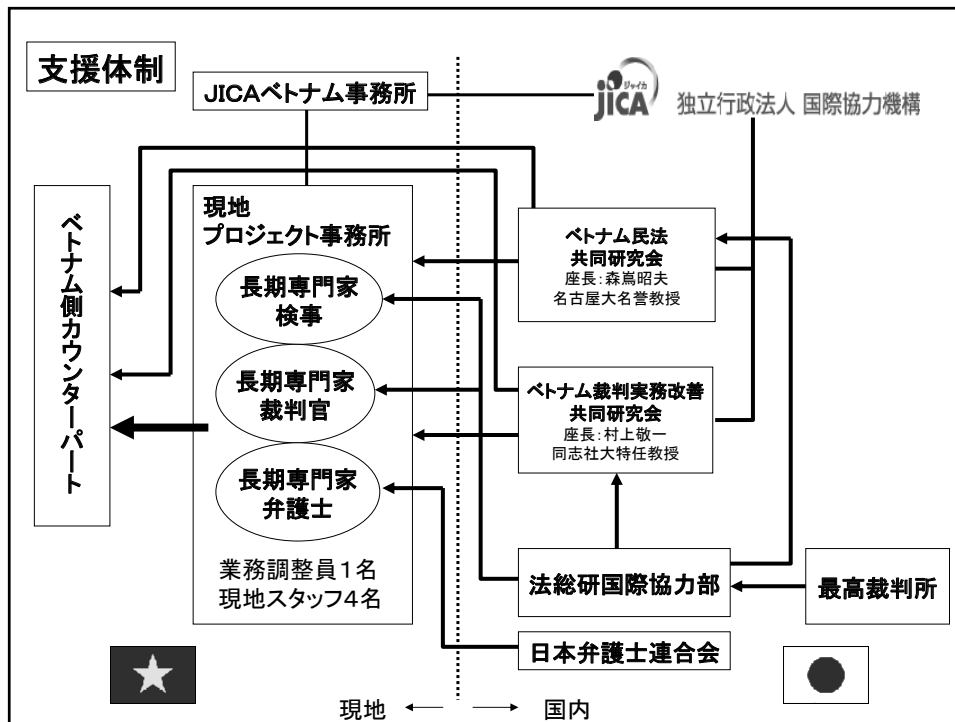 支援体制
JICAベトナム事務所
ジャイカ
JICA
独立行政法人 国際協力機構
ベトナム側カウンターパート
現地
プロジェクト事務所
長期専門家
検事
長期専門家
裁判官
長期専門家
弁護士
業務調整員1名
現地スタッフ4名
ベトナム民法
共同研究会
座長:森嶌昭夫
名古屋大名誉教授
ベトナム裁判実務改善
共同研究会
座長:村上敬一
同志社大特任教授
法総研国際協力部
最高裁判所
日本弁護士連合会
現地
国内